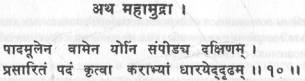 अथ महामुद्रा ।
पादमूलेन वामेन योनिं संपीड्य दक्षिणम् ।
प्रसारितं पदं कृत्वा कराभ्यां धारयेद्दृढम् ॥ १० ॥